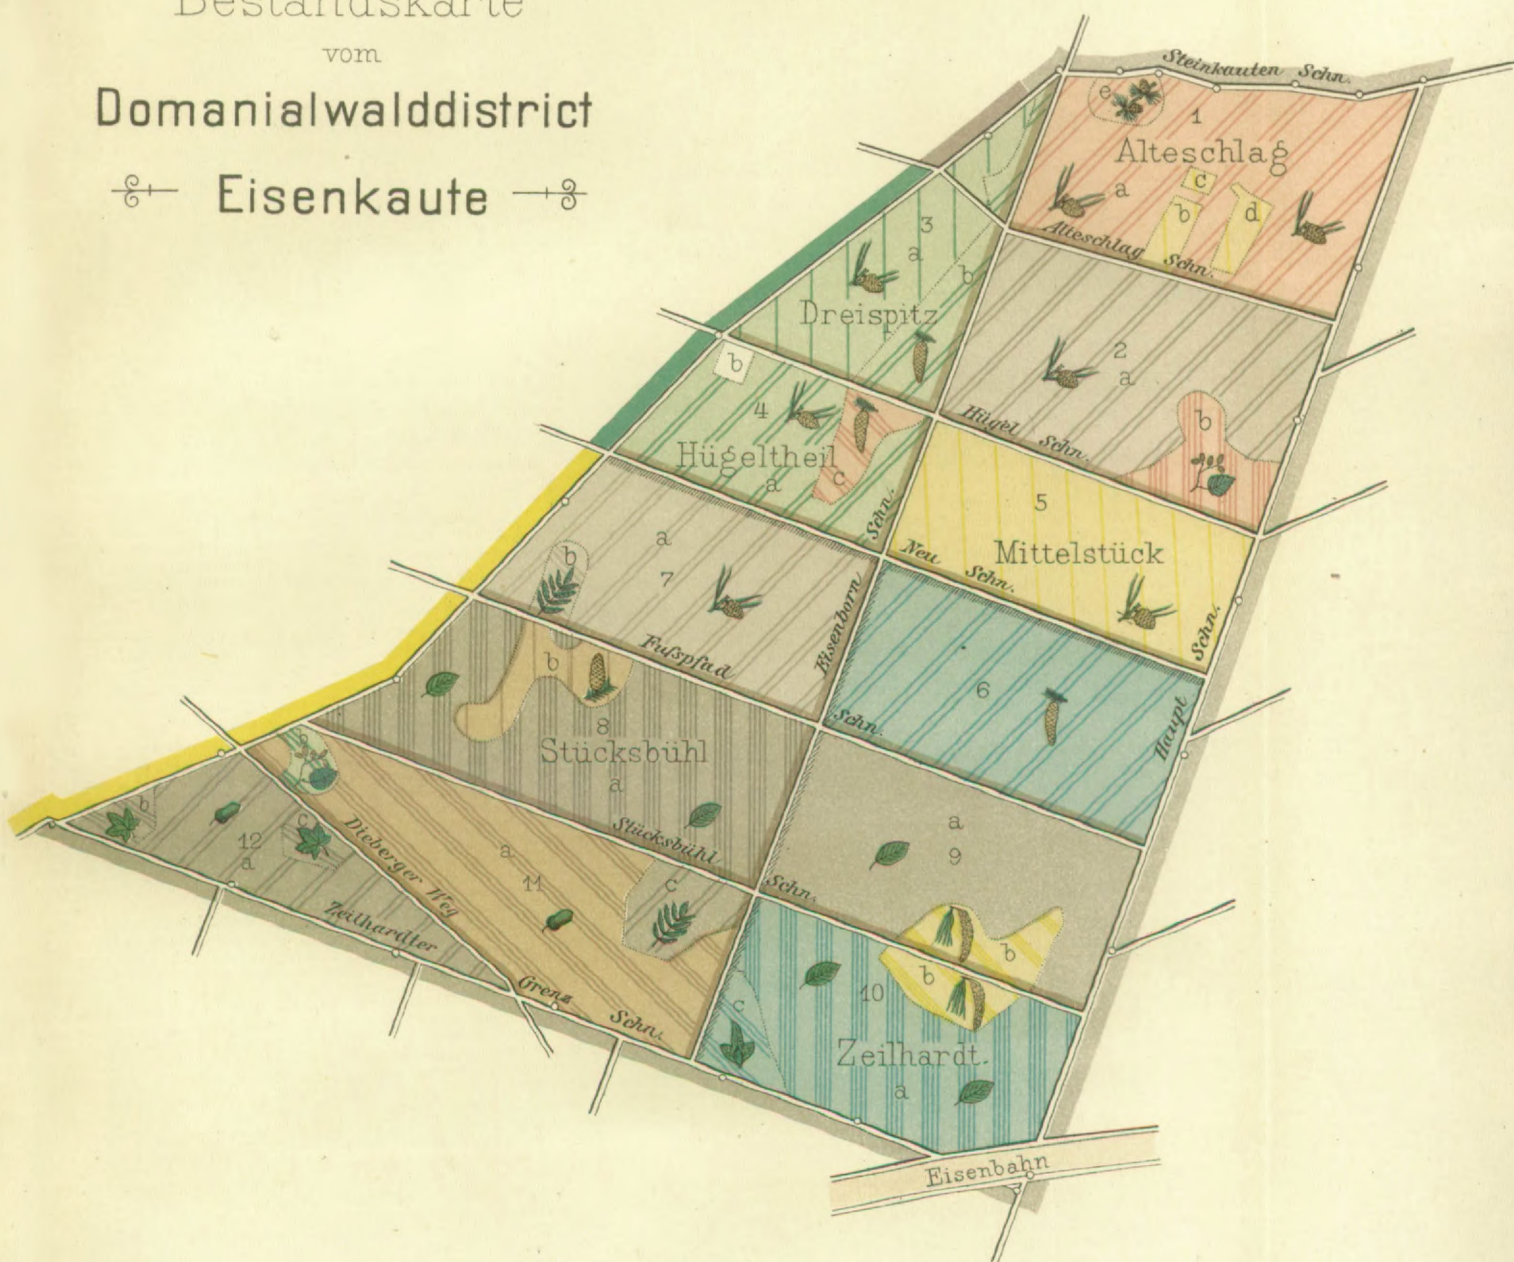 Bestandskarte
vom
Domanialwalddistrict
Eisenkaute
Steinkauten Schn.
e
1
Alteschlag
a
c
b
d
Alteschlag Schn.
3
a
b
Dreispitz
2
a
b
Hügel Schn.
b
4
Hügeltheil
a
c
Schn.
5
Mittelstück
Neu Schn.
Schn.
a
7
b
Eisenborn
Fußspfad
Schn.
6
Haupt
b
8
Stücksbühl
a
Stücksbühl
Schn.
a
9
b
b
12
a
c
Dieberger Weg
a
11
c
Zeilhardter
Grenz
Schn.
b
10
c
Zeilhardt.
a
Eisenbahn